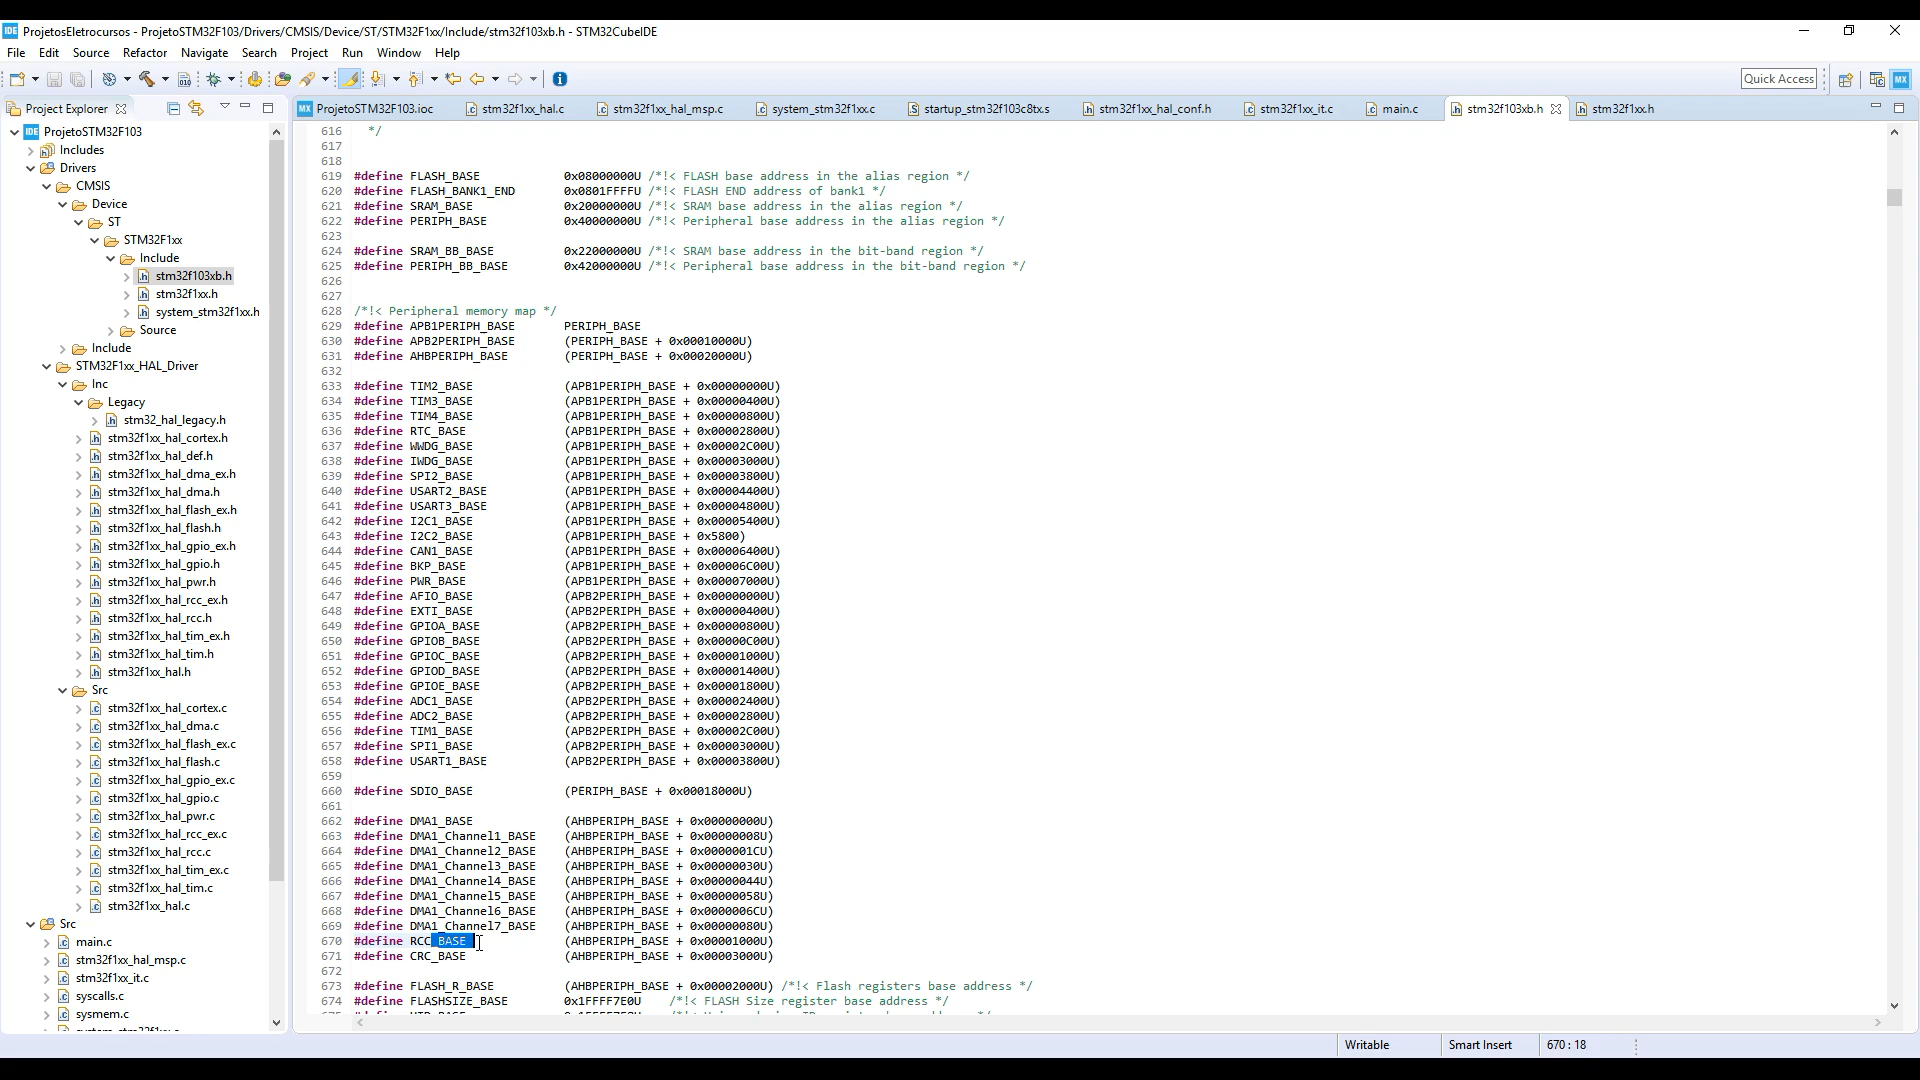 ProjetosEletrocursos - ProjetoSTM32F103/Drivers/CMSIS/Device/ST/STM32F1xx/Include/stm32f103xb.h - STM32CubeIDE
File Edit Source Refactor Navigate Search Project Run Window Help
Quick Access
Project Explorer
ProjetoSTM32F103
Includes
Drivers
CMSIS
Device
ST
STM32F1xx
Include
stm32f103xb.h
stm32f1xx.h
system_stm32f1xx.h
Source
Include
STM32F1xx_HAL_Driver
Inc
Legacy
stm32_hal_legacy.h
stm32f1xx_hal_cortex.h
stm32f1xx_hal_def.h
stm32f1xx_hal_dma_ex.h
stm32f1xx_hal_dma.h
stm32f1xx_hal_flash_ex.h
stm32f1xx_hal_flash.h
stm32f1xx_hal_gpio_ex.h
stm32f1xx_hal_gpio.h
stm32f1xx_hal_pwr.h
stm32f1xx_hal_rcc_ex.h
stm32f1xx_hal_rcc.h
stm32f1xx_hal_tim_ex.h
stm32f1xx_hal_tim.h
stm32f1xx_hal.h
Src
stm32f1xx_hal_cortex.c
stm32f1xx_hal_dma.c
stm32f1xx_hal_flash_ex.c
stm32f1xx_hal_flash.c
stm32f1xx_hal_gpio_ex.c
stm32f1xx_hal_gpio.c
stm32f1xx_hal_pwr.c
stm32f1xx_hal_rcc_ex.c
stm32f1xx_hal_rcc.c
stm32f1xx_hal_tim_ex.c
stm32f1xx_hal_tim.c
stm32f1xx_hal.c
Src
main.c
stm32f1xx_hal_msp.c
stm32f1xx_it.c
syscalls.c
sysmem.c
ProjetoSTM32F103.ioc stm32f1xx_hal.c stm32f1xx_hal_msp.c system_stm32f1xx.c startup_stm32f103c8tx.s stm32f1xx_hal_conf.h stm32f1xx_it.c main.c stm32f103xb.h stm32f1xx.h
616 */
617
618
619 #define FLASH_BASE 0x08000000U /*!< FLASH base address in the alias region */
620 #define FLASH_BANK1_END 0x0801FFFFU /*!< FLASH END address of bank1 */
621 #define SRAM_BASE 0x20000000U /*!< SRAM base address in the alias region */
622 #define PERIPH_BASE 0x40000000U /*!< Peripheral base address in the alias region */
623
624 #define SRAM_BB_BASE 0x22000000U /*!< SRAM base address in the bit-band region */
625 #define PERIPH_BB_BASE 0x42000000U /*!< Peripheral base address in the bit-band region */
626
627
628 /*!< Peripheral memory map */
629 #define APB1PERIPH_BASE PERIPH_BASE
630 #define APB2PERIPH_BASE (PERIPH_BASE + 0x00010000U)
631 #define AHBPERIPH_BASE (PERIPH_BASE + 0x00020000U)
632
633 #define TIM2_BASE (APB1PERIPH_BASE + 0x00000000U)
634 #define TIM3_BASE (APB1PERIPH_BASE + 0x00000400U)
635 #define TIM4_BASE (APB1PERIPH_BASE + 0x00000800U)
636 #define RTC_BASE (APB1PERIPH_BASE + 0x00002800U)
637 #define WWDG_BASE (APB1PERIPH_BASE + 0x00002C00U)
638 #define IWDG_BASE (APB1PERIPH_BASE + 0x00003000U)
639 #define SPI2_BASE (APB1PERIPH_BASE + 0x00003800U)
640 #define USART2_BASE (APB1PERIPH_BASE + 0x00004400U)
641 #define USART3_BASE (APB1PERIPH_BASE + 0x00004800U)
642 #define I2C1_BASE (APB1PERIPH_BASE + 0x00005400U)
643 #define I2C2_BASE (APB1PERIPH_BASE + 0x5800)
644 #define CAN1_BASE (APB1PERIPH_BASE + 0x00006400U)
645 #define BKP_BASE (APB1PERIPH_BASE + 0x00006C00U)
646 #define PWR_BASE (APB1PERIPH_BASE + 0x00007000U)
647 #define AFIO_BASE (APB2PERIPH_BASE + 0x00000000U)
648 #define EXTI_BASE (APB2PERIPH_BASE + 0x00000400U)
649 #define GPIOA_BASE (APB2PERIPH_BASE + 0x00000800U)
650 #define GPIOB_BASE (APB2PERIPH_BASE + 0x00000C00U)
651 #define GPIOC_BASE (APB2PERIPH_BASE + 0x00001000U)
652 #define GPIOD_BASE (APB2PERIPH_BASE + 0x00001400U)
653 #define GPIOE_BASE (APB2PERIPH_BASE + 0x00001800U)
654 #define ADC1_BASE (APB2PERIPH_BASE + 0x00002400U)
655 #define ADC2_BASE (APB2PERIPH_BASE + 0x00002800U)
656 #define TIM1_BASE (APB2PERIPH_BASE + 0x00002C00U)
657 #define SPI1_BASE (APB2PERIPH_BASE + 0x00003000U)
658 #define USART1_BASE (APB2PERIPH_BASE + 0x00003800U)
659
660 #define SDIO_BASE (PERIPH_BASE + 0x00018000U)
661
662 #define DMA1_BASE (AHBPERIPH_BASE + 0x00000000U)
663 #define DMA1_Channel1_BASE (AHBPERIPH_BASE + 0x00000008U)
664 #define DMA1_Channel2_BASE (AHBPERIPH_BASE + 0x0000001CU)
665 #define DMA1_Channel3_BASE (AHBPERIPH_BASE + 0x00000030U)
666 #define DMA1_Channel4_BASE (AHBPERIPH_BASE + 0x00000044U)
667 #define DMA1_Channel5_BASE (AHBPERIPH_BASE + 0x00000058U)
668 #define DMA1_Channel6_BASE (AHBPERIPH_BASE + 0x0000006CU)
669 #define DMA1_Channel7_BASE (AHBPERIPH_BASE + 0x00000080U)
670 #define RCC_BASE (AHBPERIPH_BASE + 0x00001000U)
671 #define CRC_BASE (AHBPERIPH_BASE + 0x00003000U)
672
673 #define FLASH_R_BASE (AHBPERIPH_BASE + 0x00002000U) /*!< Flash registers base address */
674 #define FLASHSIZE_BASE 0x1FFFF7E0U /*!< FLASH Size register base address */
Writable Smart Insert 670 : 18